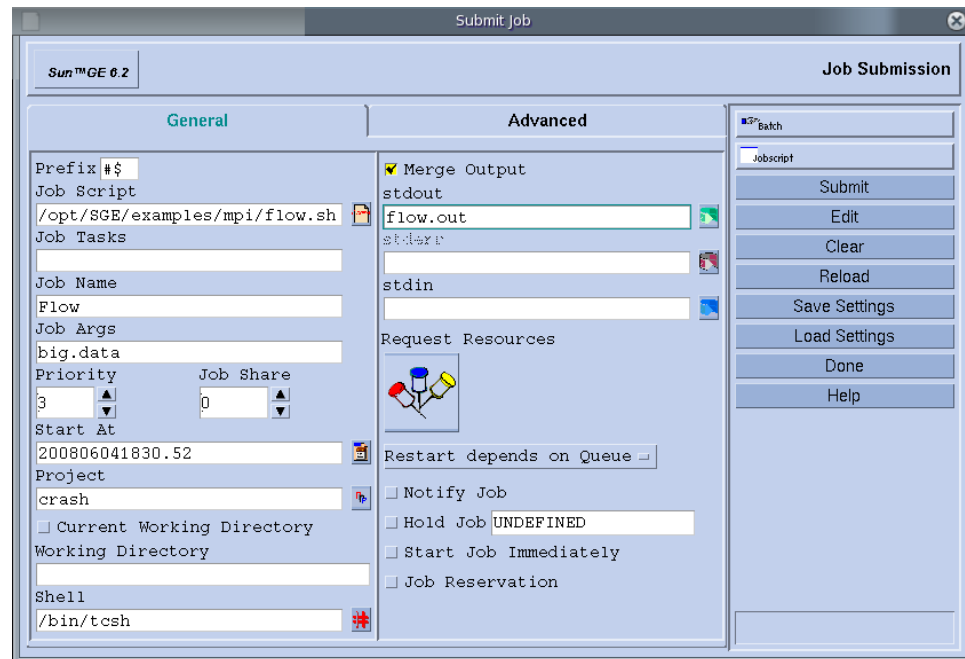 Submit Job
Sun™GE 6.2
Job Submission
General
Advanced
Prefix #$
Job Script
/opt/SGE/examples/mpi/flow.sh
Job Tasks
Job Name
Flow
Job Args
big.data
Priority Job Share
3 0
Start At
200806041830.52
Project
crash
Current Working Directory
Working Directory
Shell
/bin/tcsh
Merge Output
stdout
flow.out
stderr
stdin
Request Resources
Restart depends on Queue
Notify Job
Hold Job UNDEFINED
Start Job Immediately
Job Reservation
Batch
Jobscript
Submit
Edit
Clear
Reload
Save Settings
Load Settings
Done
Help